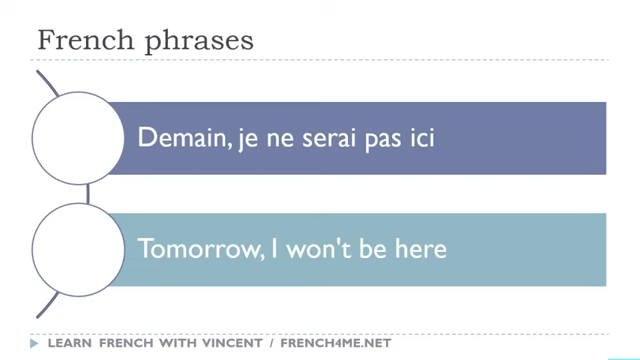 French phrases
Demain, je ne serai pas ici
Tomorrow, I won't be here
LEARN FRENCH WITH VINCENT / FRENCH4ME.NET